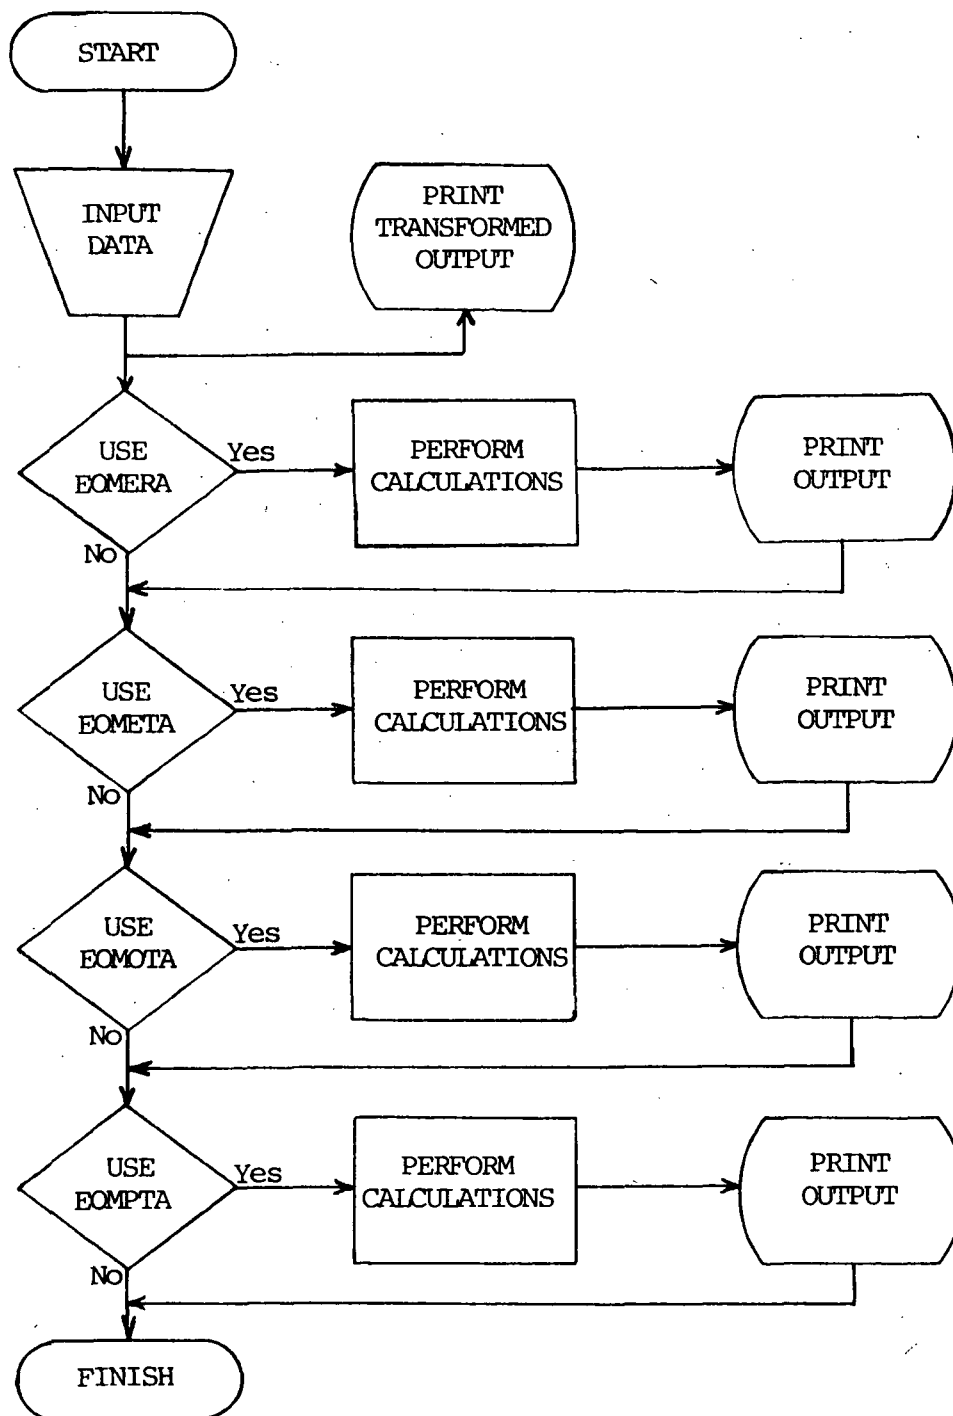 START
INPUT
DATA
PRINT
TRANSFORMED
OUTPUT
USE
EOMERA
Yes
PERFORM
CALCULATIONS
PRINT
OUTPUT
No
USE
EOMETA
Yes
PERFORM
CALCULATIONS
PRINT
OUTPUT
No
USE
EOMOTA
Yes
PERFORM
CALCULATIONS
PRINT
OUTPUT
No
USE
EOMPTA
Yes
PERFORM
CALCULATIONS
PRINT
OUTPUT
No
FINISH